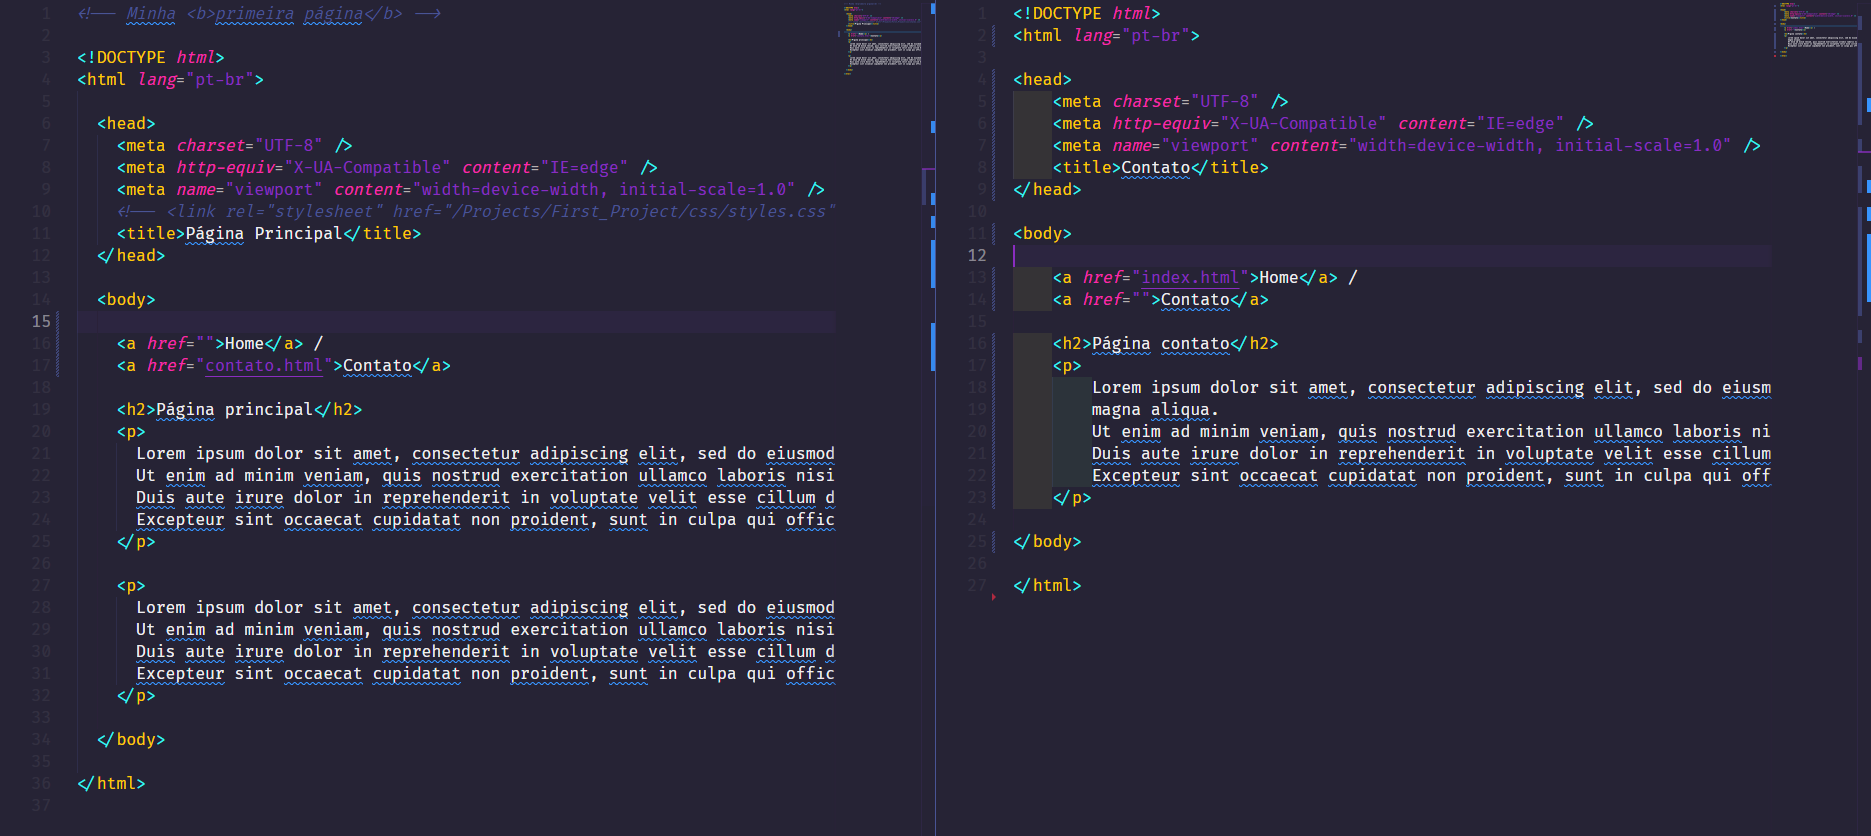 1 <!-- Minha <b>primeira página</b> -->
2
3 <!DOCTYPE html>
4 <html lang="pt-br">
5
6 <head>
7 <meta charset="UTF-8" />
8 <meta http-equiv="X-UA-Compatible" content="IE=edge" />
9 <meta name="viewport" content="width=device-width, initial-scale=1.0" />
10 <!-- <link rel="stylesheet" href="/Projects/First_Project/css/styles.css"
11 <title>Página Principal</title>
12 </head>
13
14 <body>
15
16 <a href="">Home</a> /
17 <a href="contato.html">Contato</a>
18
19 <h2>Página principal</h2>
20 <p>
21 Lorem ipsum dolor sit amet, consectetur adipiscing elit, sed do eiusmod
22 Ut enim ad minim veniam, quis nostrud exercitation ullamco laboris nisi
23 Duis aute irure dolor in reprehenderit in voluptate velit esse cillum d
24 Excepteur sint occaecat cupidatat non proident, sunt in culpa qui offic
25 </p>
26
27 <p>
28 Lorem ipsum dolor sit amet, consectetur adipiscing elit, sed do eiusmod
29 Ut enim ad minim veniam, quis nostrud exercitation ullamco laboris nisi
30 Duis aute irure dolor in reprehenderit in voluptate velit esse cillum d
31 Excepteur sint occaecat cupidatat non proident, sunt in culpa qui offic
32 </p>
33
34 </body>
35
36 </html>
37
1 <!DOCTYPE html>
2 <html lang="pt-br">
3
4 <head>
5 <meta charset="UTF-8" />
6 <meta http-equiv="X-UA-Compatible" content="IE=edge" />
7 <meta name="viewport" content="width=device-width, initial-scale=1.0" />
8 <title>Contato</title>
9 </head>
10
11 <body>
12
13 <a href="index.html">Home</a> /
14 <a href="">Contato</a>
15
16 <h2>Página contato</h2>
17 <p>
18 Lorem ipsum dolor sit amet, consectetur adipiscing elit, sed do eiusm
19 magna aliqua.
20 Ut enim ad minim veniam, quis nostrud exercitation ullamco laboris ni
21 Duis aute irure dolor in reprehenderit in voluptate velit esse cillum
22 Excepteur sint occaecat cupidatat non proident, sunt in culpa qui off
23 </p>
24
25 </body>
26
27 </html>